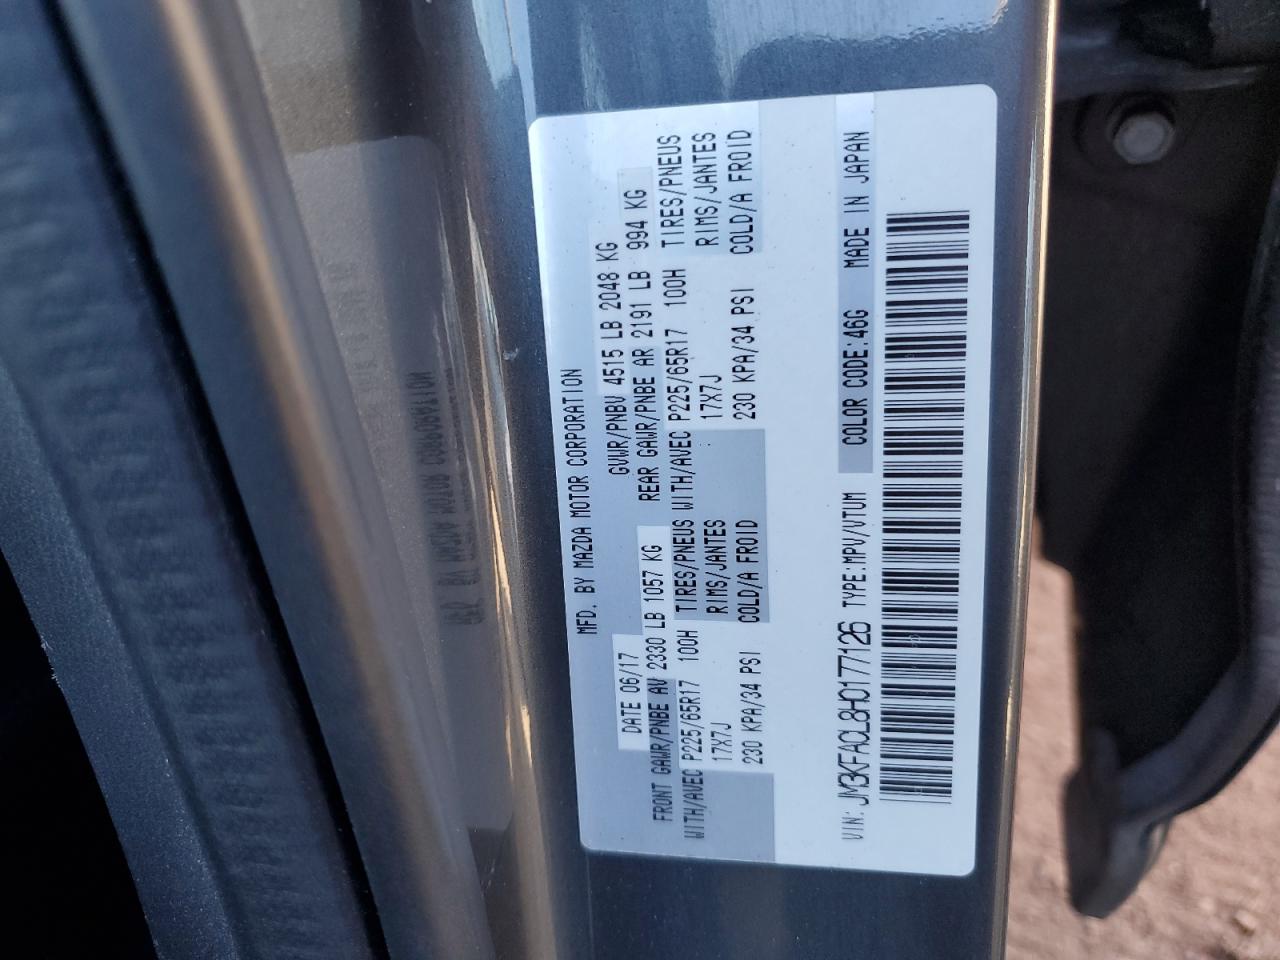 MFD. BY MAZDA MOTOR CORPORATION
DATE 06/17 GVWR/PNBV 4515 LB 2048 KG
FRONT GAWR/PNBE AV 2330 LB 1057 KG REAR GAWR/PNBE AR 2191 LB 994 KG
WITH/AVEC P225/65R17 100H TIRES/PNEUS WITH/AVEC P225/65R17 100H TIRES/PNEUS
17X7J RIMS/JANTES 17X7J RIMS/JANTES
230 KPA/34 PSI COLD/A FROID 230 KPA/34 PSI COLD/A FROID
VIN: JM3KFACL8H0177126 TYPE:MPV/VTUM COLOR CODE:46G MADE IN JAPAN